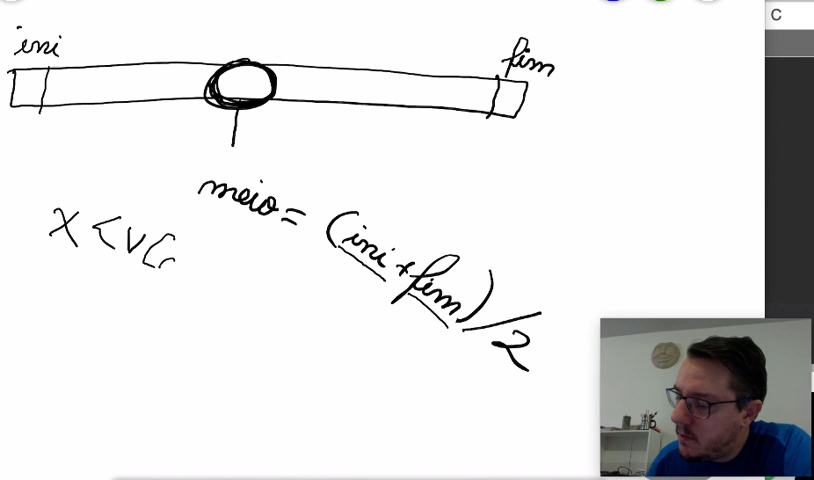 ini
fim
meio = (ini + fim) / 2
x < v[
C